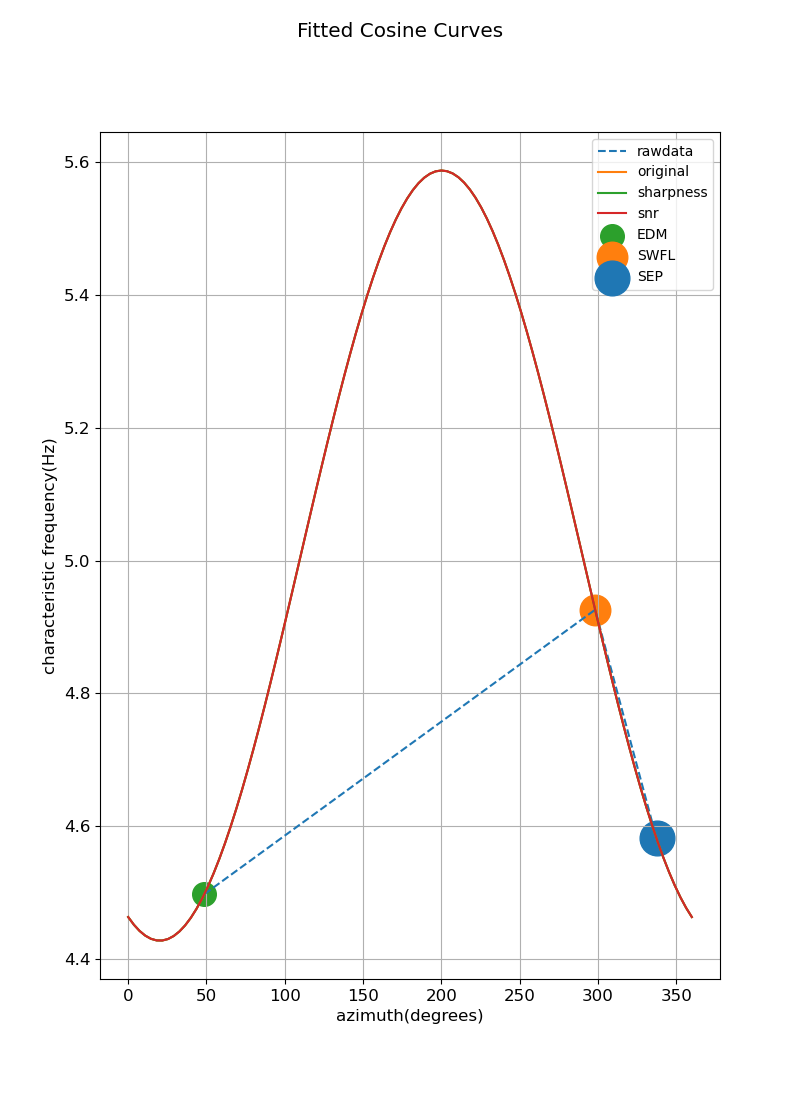 Fitted Cosine Curves
rawdata
original
sharpness
snr
EDM
SWFL
SEP
5.6
5.4
5.2
5.0
4.8
4.6
4.4
characteristic frequency(Hz)
0 50 100 150 200 250 300 350
azimuth(degrees)